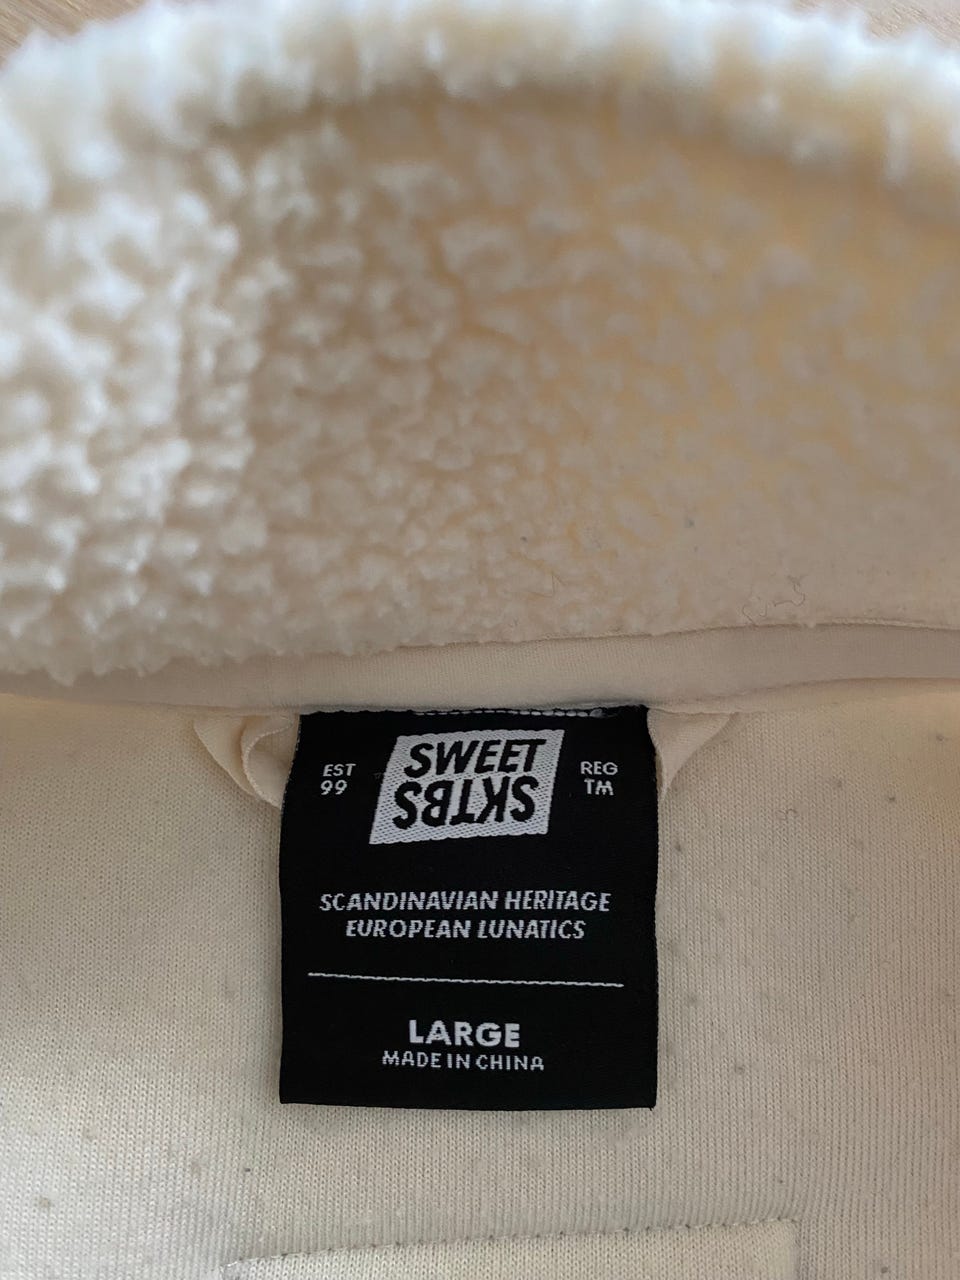 EST
99
SWEET
SKTBS
REG
TM
SCANDINAVIAN HERITAGE
EUROPEAN LUNATICS
LARGE
MADE IN CHINA